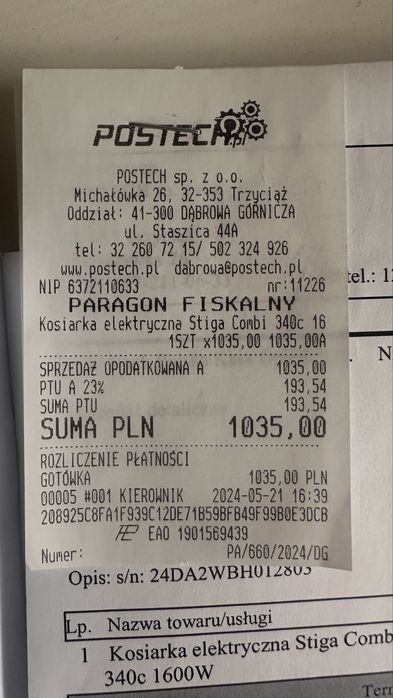 POSTECH.pl
POSTECH sp. z o.o.
Michałówka 26, 32-353 Trzyciąż
Oddział: 41-300 DĄBROWA GÓRNICZA
ul. Staszica 44A
tel: 32 260 72 15/ 502 324 926
www.postech.pl dabrowa@postech.pl
NIP 6372110633 nr:11226
PARAGON FISKALNY
Kosiarka elektryczna Stiga Combi 340c 16
1SZT x1035,00 1035,00A
SPRZEDAŻ OPODATKOWANA A 1035,00
PTU A 23% 193,54
SUMA PTU 193,54
SUMA PLN 1035,00
ROZLICZENIE PŁATNOŚCI
GOTÓWKA 1035,00 PLN
00005 #001 KIEROWNIK 2024-05-21 16:39
208925C8FA1F939C12DE71B59BFB49F99B0E3DCB
EAO 1901569439
Numer: PA/660/2024/DG
tel.: 1
N
Opis: s/n: 24DA2WBH012803
Lp. Nazwa towaru/usługi
1 Kosiarka elektryczna Stiga Comb
340c 1600W
Term